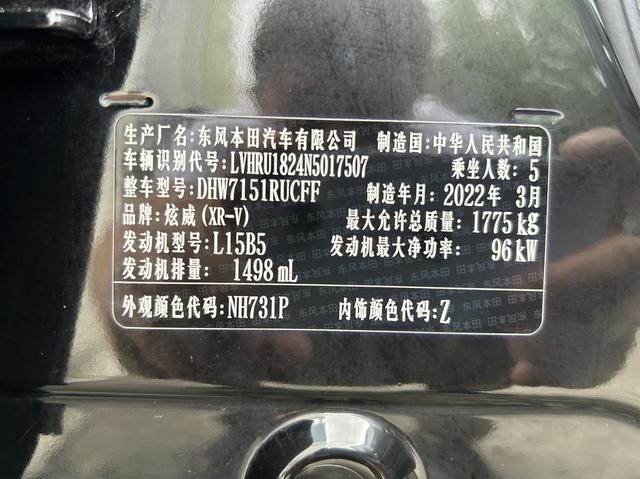 生产厂名:东风本田汽车有限公司 制造国:中华人民共和国
车辆识别代号:LVHRU1824N5017507 乘坐人数:5
整车型号:DHW7151RUCFF 制造年月:2022年 3月
品牌:炫威(XR-V) 最大允许总质量:1775kg
发动机型号:L15B5 发动机最大净功率: 96kW
发动机排量: 1498 mL
外观颜色代码:NH731P 内饰颜色代码:Z